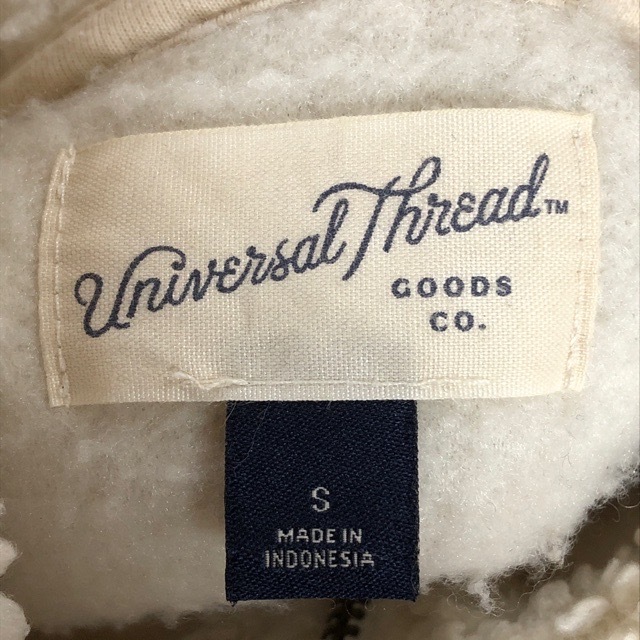 Universal Thread™
GOODS
CO.
S
MADE IN
INDONESIA